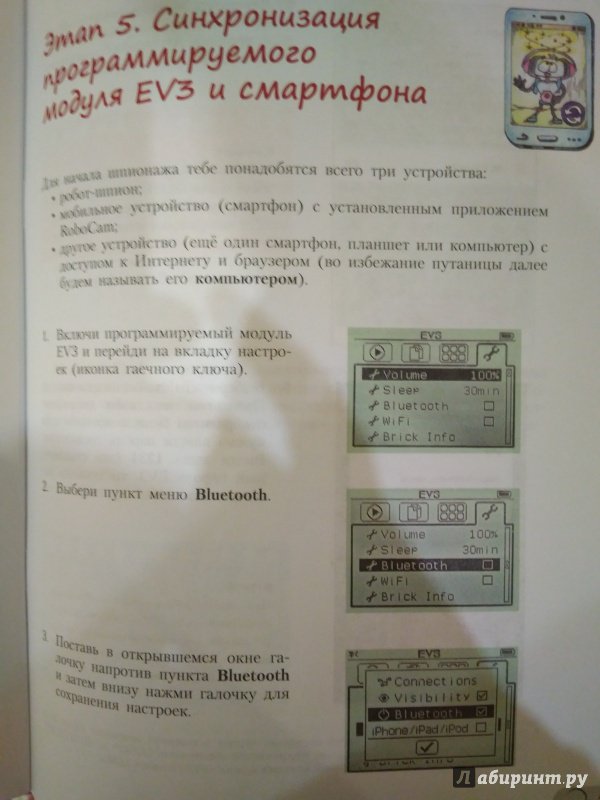 Этап 5. Синхронизация
программируемого
модуля EV3 и смартфона
Для начала шпионажа тебе понадобятся всего три устройства:
• робот-шпион;
• мобильное устройство (смартфон) с установленным приложением
RoboCam;
• другое устройство (ещё один смартфон, планшет или компьютер) с
доступом к Интернету и браузером (во избежание путаницы далее
будем называть его компьютером).
1. Включи программируемый модуль
EV3 и перейди на вкладку настро-
ек (иконка гаечного ключа).
EV3
Volume 100%
Sleep 30min
Bluetooth
WiFi
Brick Info
2. Выбери пункт меню Bluetooth.
EV3
Volume 100%
Sleep 30min
Bluetooth
WiFi
Brick Info
3. Поставь в открывшемся окне га-
лочку напротив пункта Bluetooth
и затем внизу нажми галочку для
сохранения настроек.
EV3
Connections
Visibility
Bluetooth
iPhone/iPad/iPod
Brick Info
Лабиринт.ру